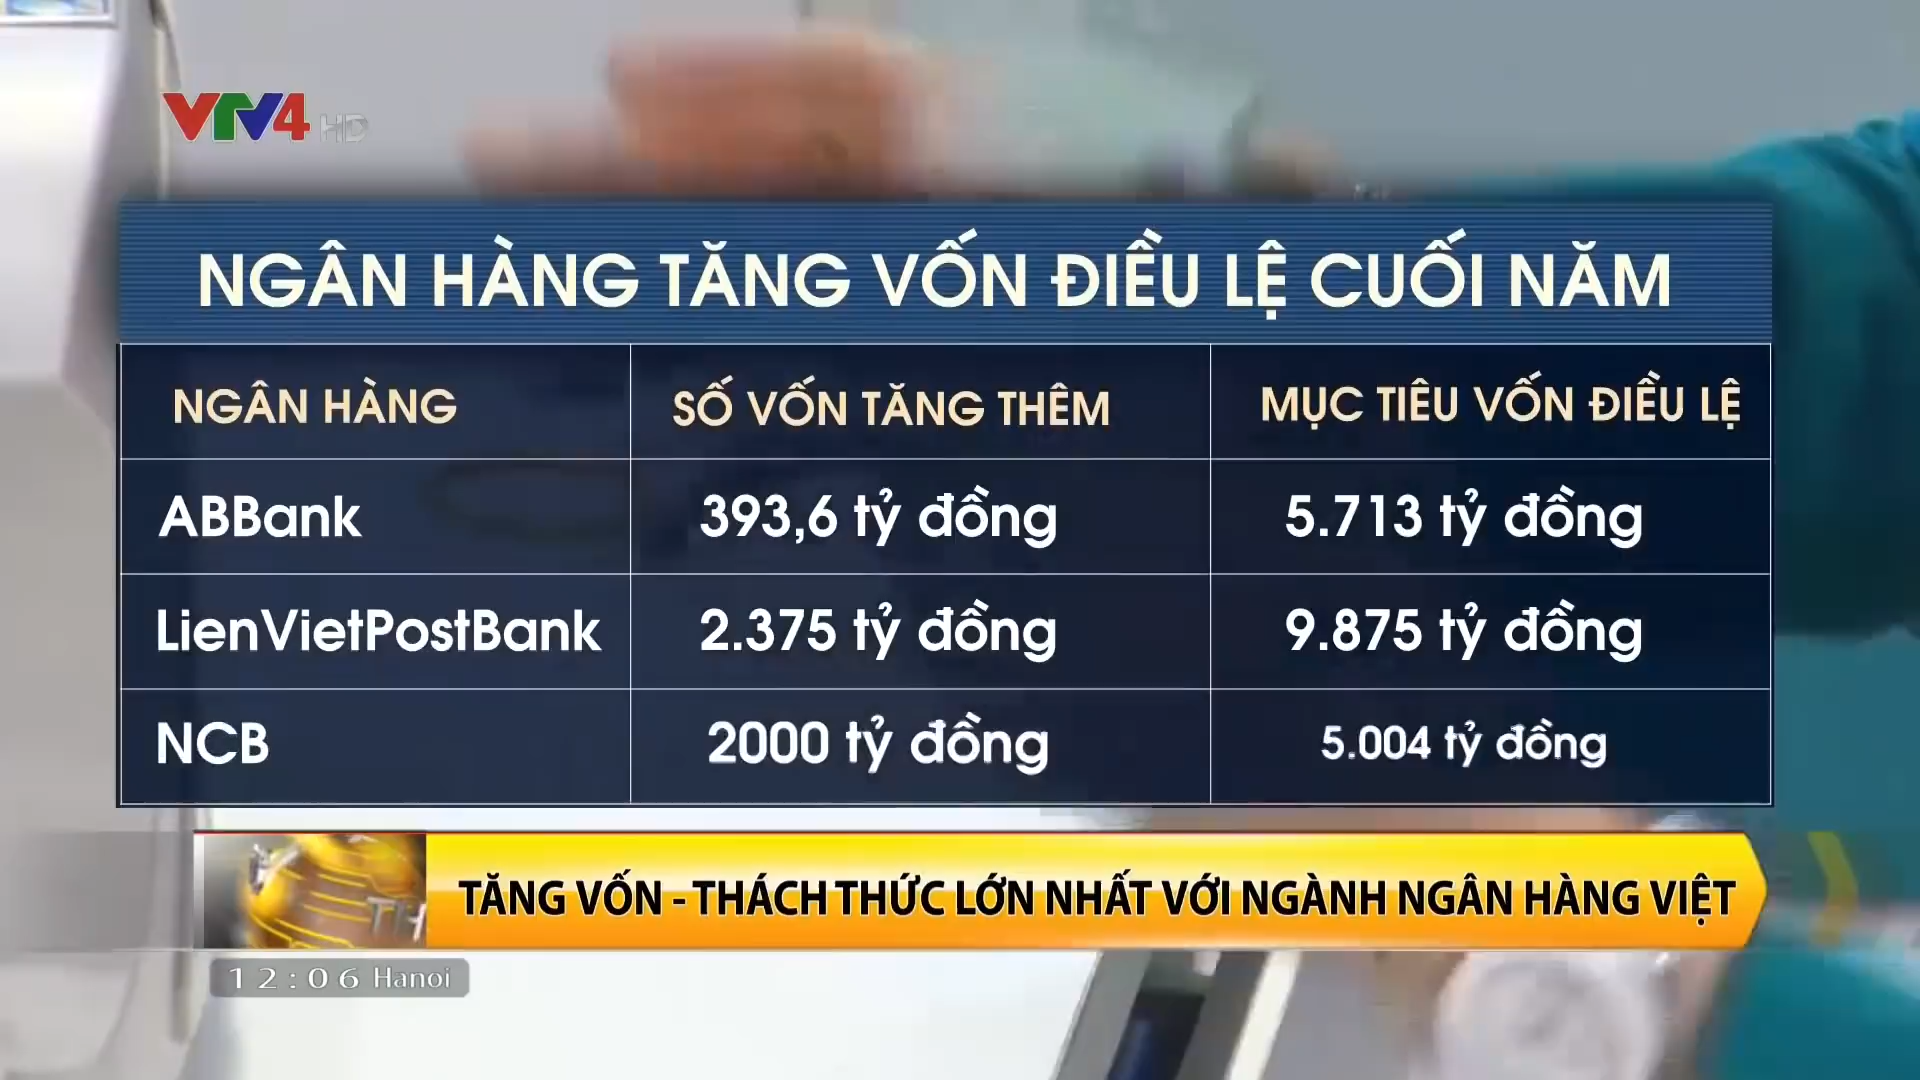 VTV4 HD
NGÂN HÀNG TĂNG VỐN ĐIỀU LỆ CUỐI NĂM
NGÂN HÀNG SỐ VỐN TĂNG THÊM MỤC TIÊU VỐN ĐIỀU LỆ
ABBank 393,6 tỷ đồng 5.713 tỷ đồng
LienVietPostBank 2.375 tỷ đồng 9.875 tỷ đồng
NCB 2000 tỷ đồng 5.004 tỷ đồng
TH
TĂNG VỐN - THÁCH THỨC LỚN NHẤT VỚI NGÀNH NGÂN HÀNG VIỆT
12:06 Hanoi